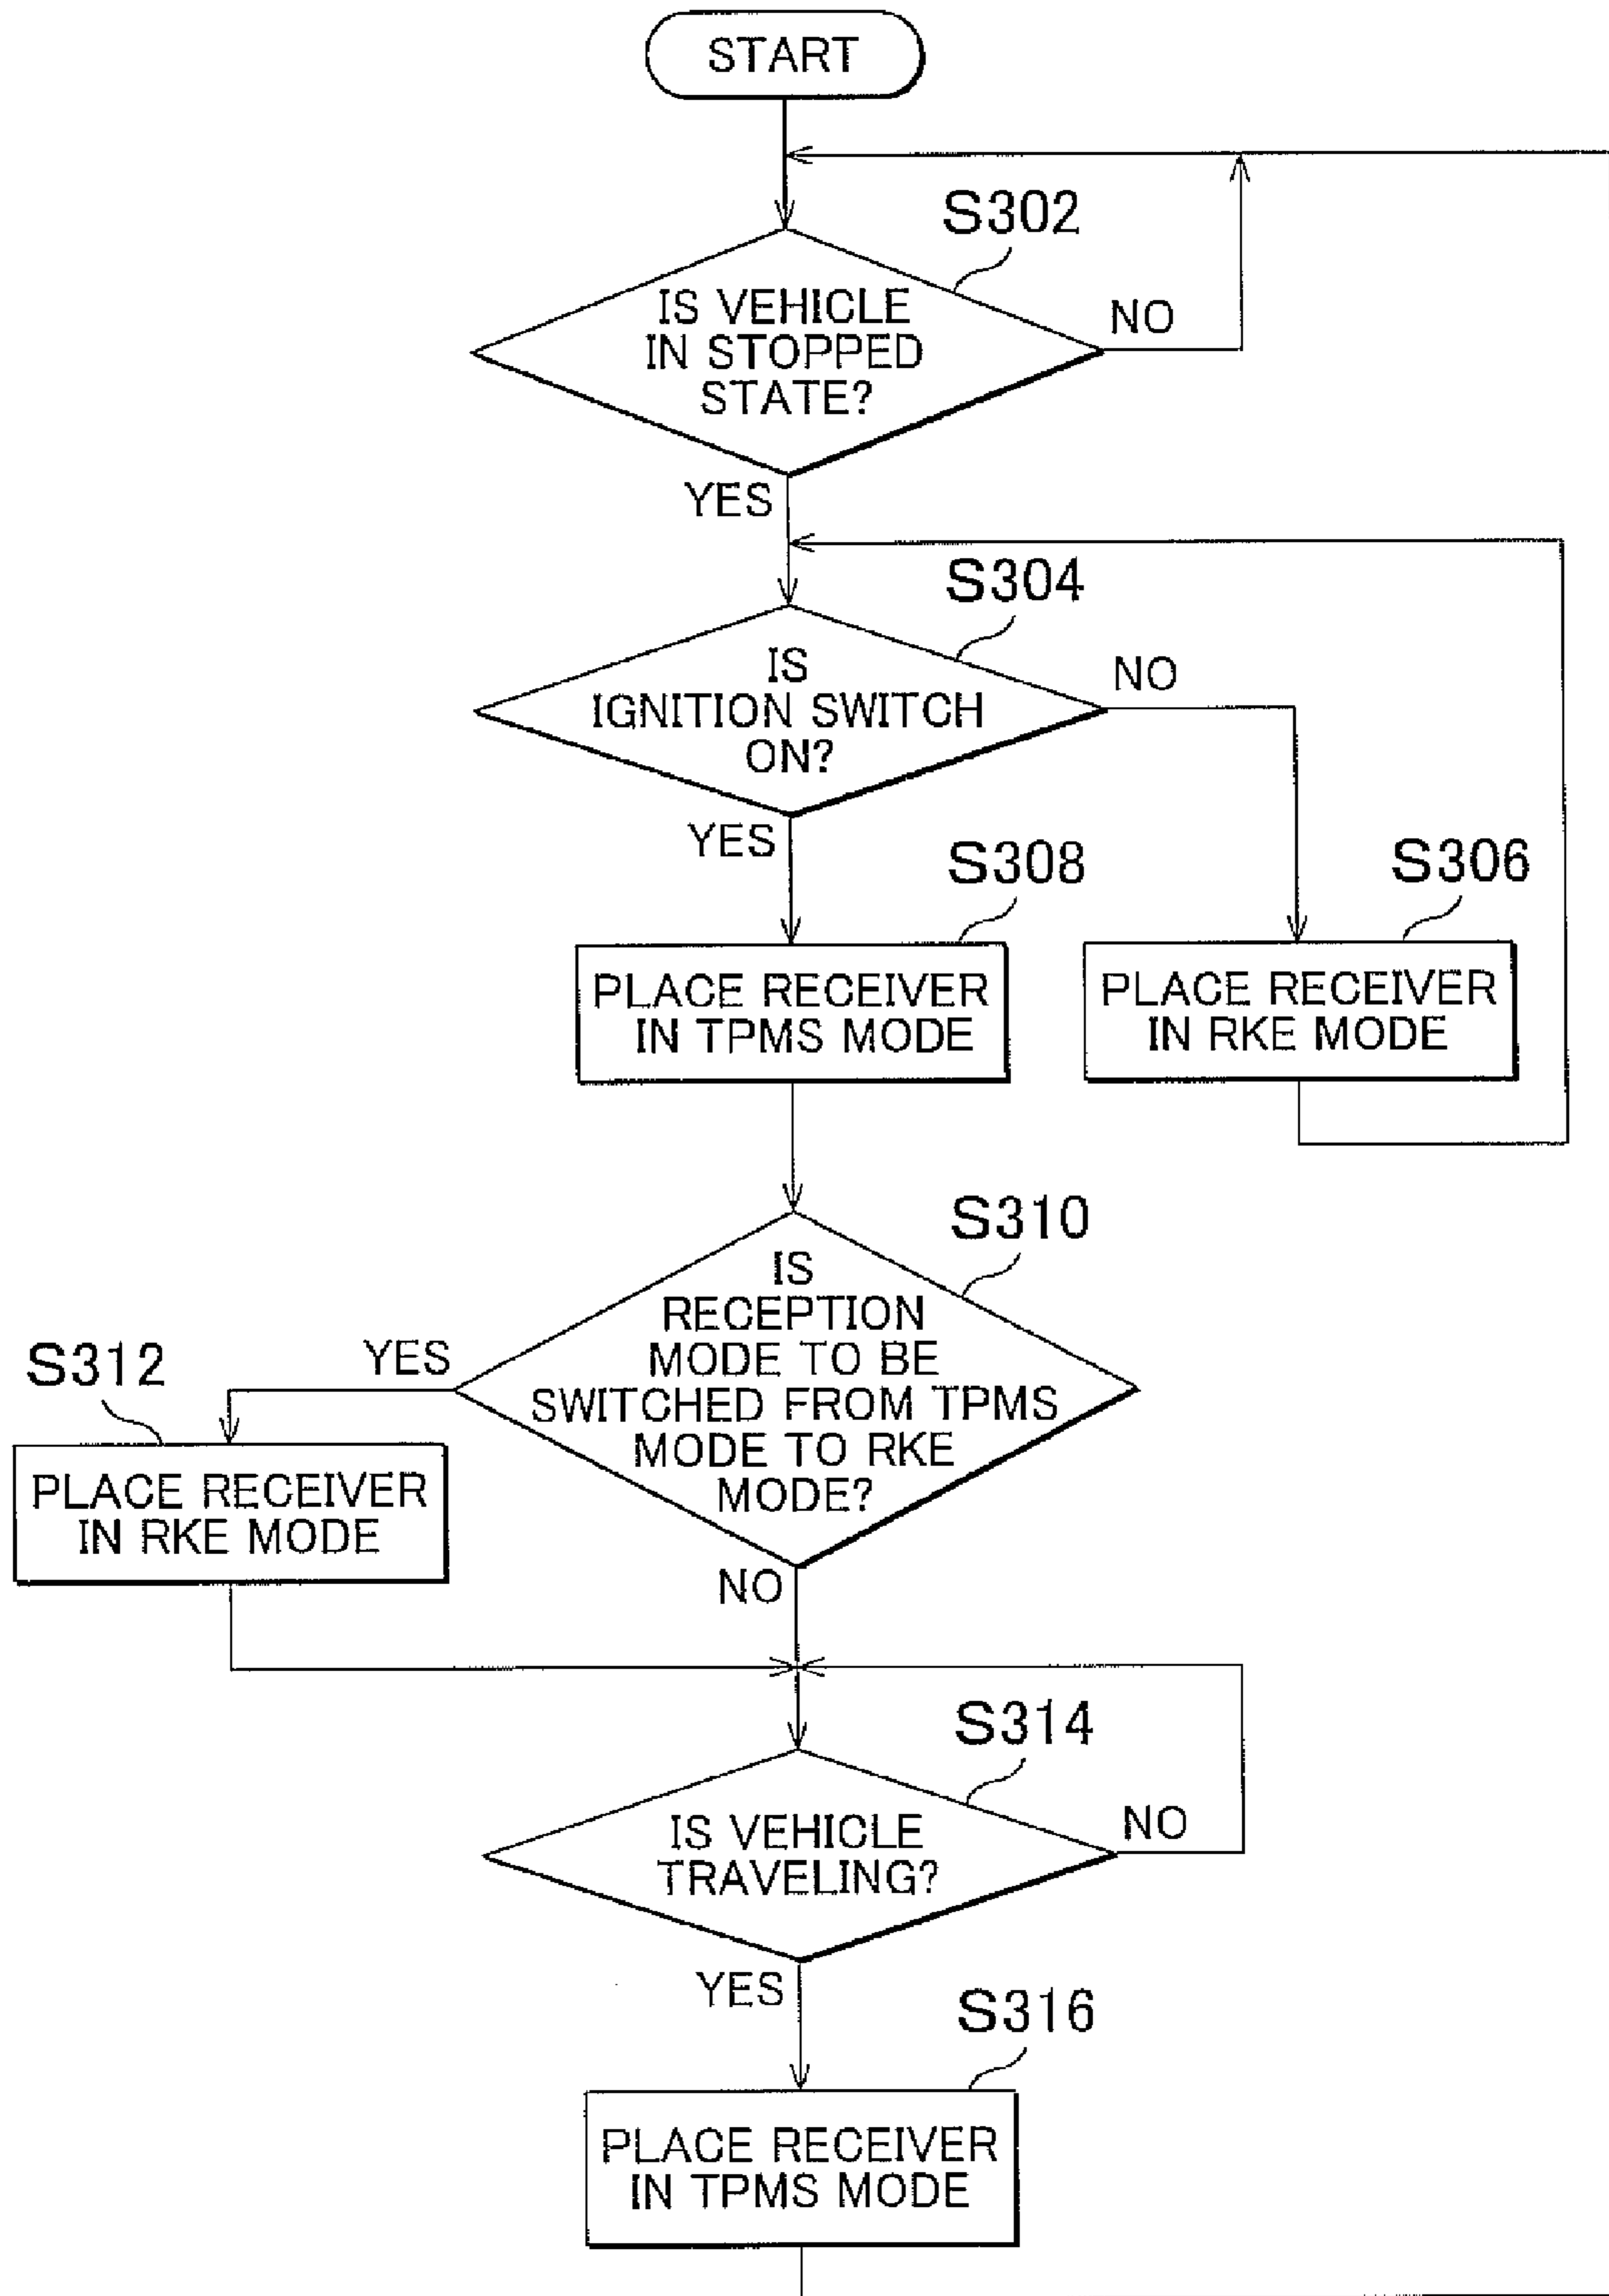 START
S302
IS VEHICLE
IN STOPPED
STATE?
NO
YES
S304
IS
IGNITION SWITCH
ON?
NO
YES
S308
S306
PLACE RECEIVER
IN TPMS MODE
PLACE RECEIVER
IN RKE MODE
S310
IS
RECEPTION
MODE TO BE
SWITCHED FROM TPMS
MODE TO RKE
MODE?
YES
S312
PLACE RECEIVER
IN RKE MODE
NO
S314
IS VEHICLE
TRAVELING?
NO
YES
S316
PLACE RECEIVER
IN TPMS MODE